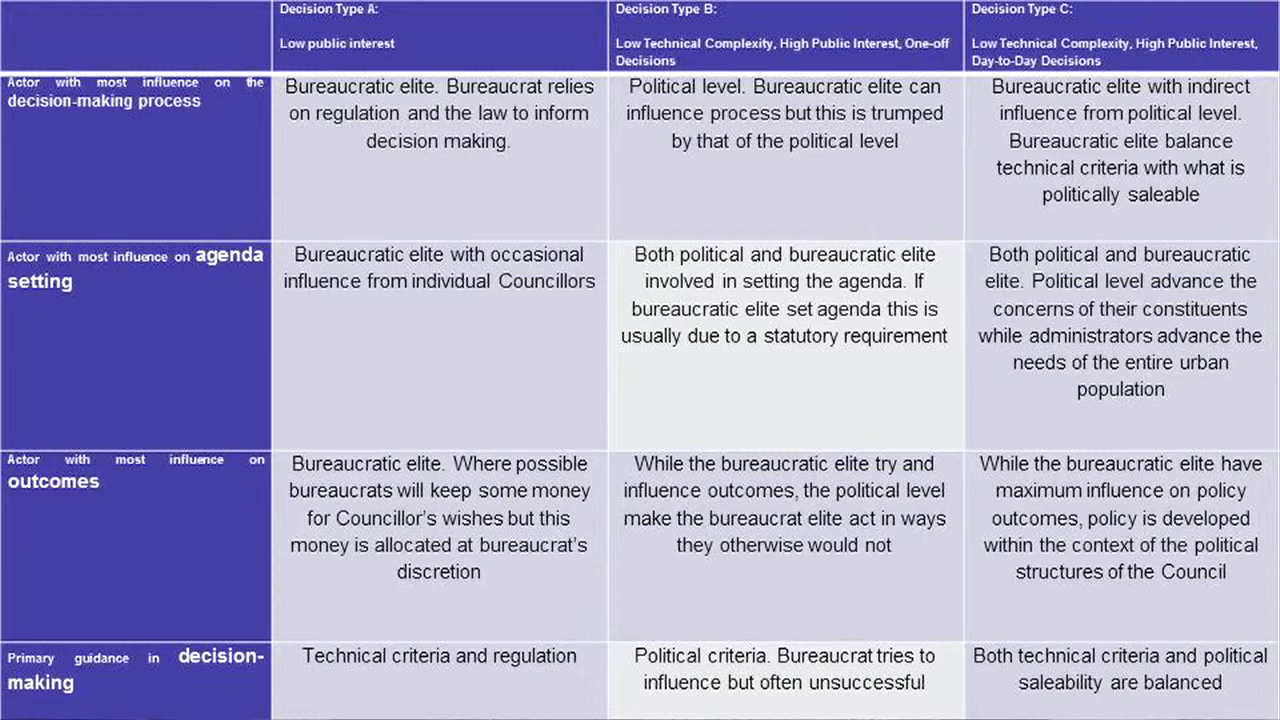 Decision Type A:
Low public interest
Decision Type B:
Low Technical Complexity, High Public Interest, One-off
Decisions
Decision Type C:
Low Technical Complexity, High Public Interest,
Day-to-Day Decisions
Actor with most influence on the
decision-making process
Bureaucratic elite. Bureaucrat relies
on regulation and the law to inform
decision making.
Political level. Bureaucratic elite can
influence process but this is trumped
by that of the political level
Bureaucratic elite with indirect
influence from political level.
Bureaucratic elite balance
technical criteria with what is
politically saleable
Actor with most influence on agenda
setting
Bureaucratic elite with occasional
influence from individual Councillors
Both political and bureaucratic elite
involved in setting the agenda. If
bureaucratic elite set agenda this is
usually due to a statutory requirement
Both political and bureaucratic
elite. Political level advance the
concerns of their constituents
while administrators advance the
needs of the entire urban
population
Actor with most influence on
outcomes
Bureaucratic elite. Where possible
bureaucrats will keep some money
for Councillor's wishes but this
money is allocated at bureaucrat's
discretion
While the bureaucratic elite try and
influence outcomes, the political level
make the bureaucrat elite act in ways
they otherwise would not
While the bureaucratic elite have
maximum influence on policy
outcomes, policy is developed
within the context of the political
structures of the Council
Primary guidance in decision-
making
Technical criteria and regulation
Political criteria. Bureaucrat tries to
influence but often unsuccessful
Both technical criteria and political
saleability are balanced